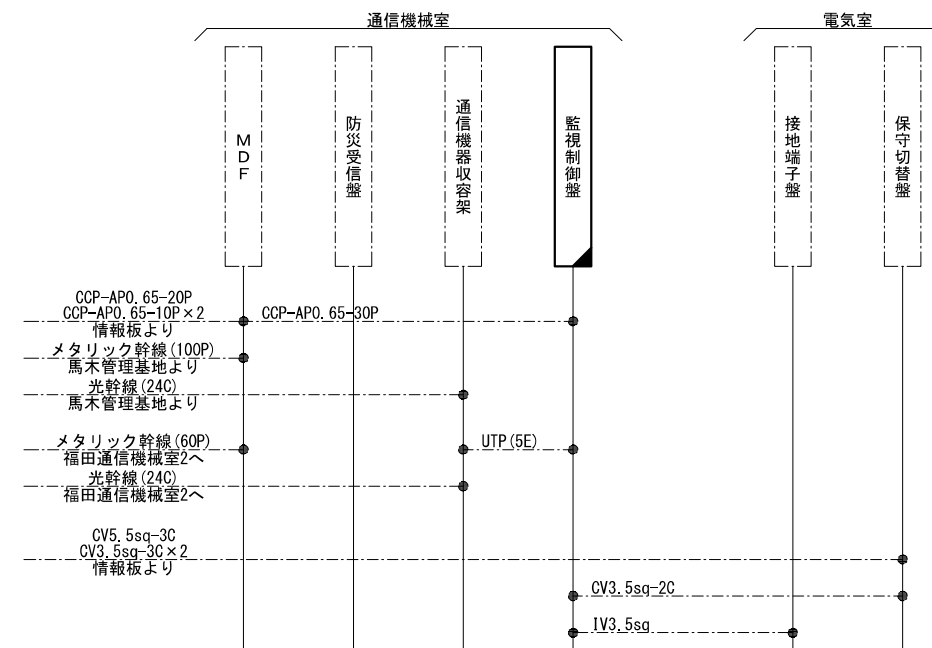 通信機械室
電気室
MDF
防災受信盤
通信機器収容架
監視制御盤
接地端子盤
保守切替盤
CCP-AP0.65-20P
CCP-AP0.65-10P×2
情報板より
CCP-AP0.65-30P
メタリック幹線(100P)
馬木管理基地より
光幹線(24C)
馬木管理基地より
メタリック幹線(60P)
福田通信機械室2へ
UTP(5E)
光幹線(24C)
福田通信機械室2へ
CV5.5sq-3C
CV3.5sq-3C×2
情報板より
CV3.5sq-2C
IV3.5sq